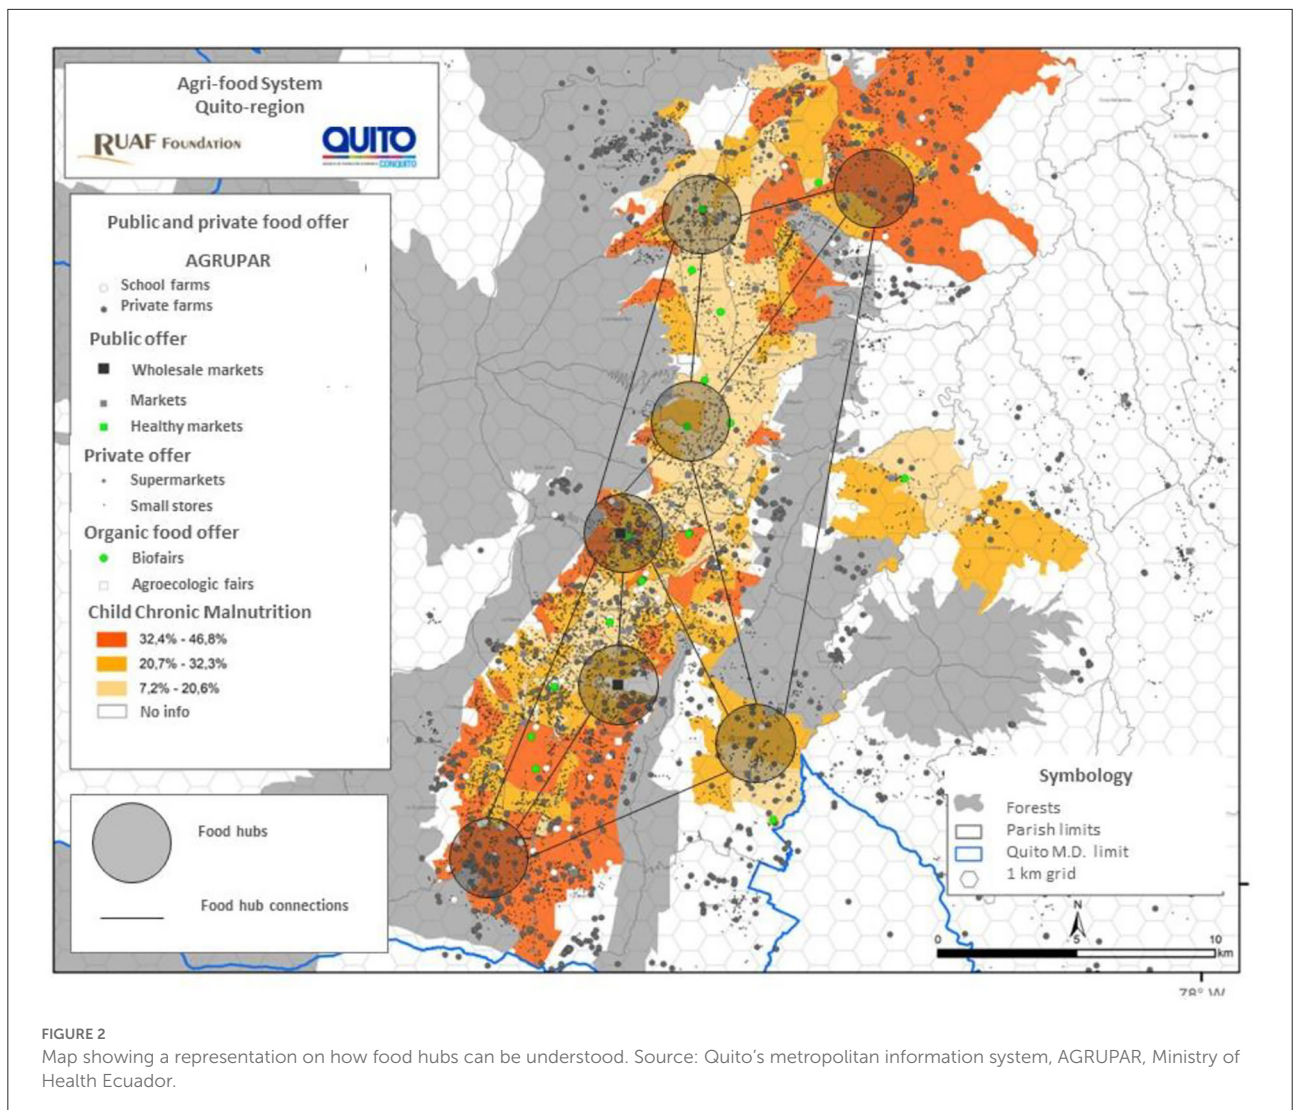 Agri-food System
Quito-region
RUAF FOUNDATION
QUITO
CONQUITO
Public and private food offer
AGRUPAR
School farms
Private farms
Public offer
Wholesale markets
Markets
Healthy markets
Private offer
Supermarkets
Small stores
Organic food offer
Biofairs
Agroecologic fairs
Child Chronic Malnutrition
32,4% - 46,8%
20,7% - 32,3%
7,2% - 20,6%
No info
Food hubs
Food hub connections
Symbology
Forests
Parish limits
Quito M.D. limit
1 km grid
N
0 5 10
km
78° W
FIGURE 2
Map showing a representation on how food hubs can be understood. Source: Quito's metropolitan information system, AGRUPAR, Ministry of
Health Ecuador.